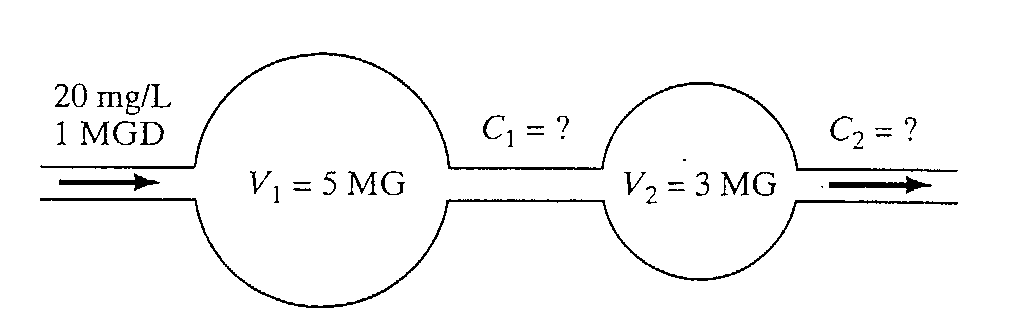 20 mg/L
1 MGD
V₁ = 5 MG
C₁ = ?
V₂ = 3 MG
C₂ = ?